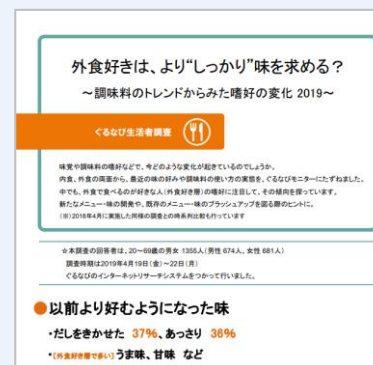 外食好きは、より“しっかり”味を求める？
～調味料のトレンドからみた嗜好の変化 2019～
ぐるなび生活者調査
味覚や調味料の嗜好などで、今どのような変化が起きているのでしょうか。
内食、外食の両面から、最近の味の好みや調味料の使い方の実態を、ぐるなびモニターにたずねました。
中でも、外食で食べるのが好きな人（外食好き層）の嗜好に注目して、その傾向を探っています。
新たなメニュー・味の開発や、既存のメニュー・味のブラッシュアップを図る際のヒントに。
（※）2018年4月に実施した同様の調査との時系列比較も行っています
☆本調査の回答者は、20～69歳の男女 1355人（男性 674人、女性 681人）
調査時期は2019年4月19日（金）～22日（月）
ぐるなびのインターネットリサーチシステムをつかって行いました。
●以前より好むようになった味
・だしをきかせた 37%、あっさり 36%
・（外食好き層で多い）うま味、甘味 など